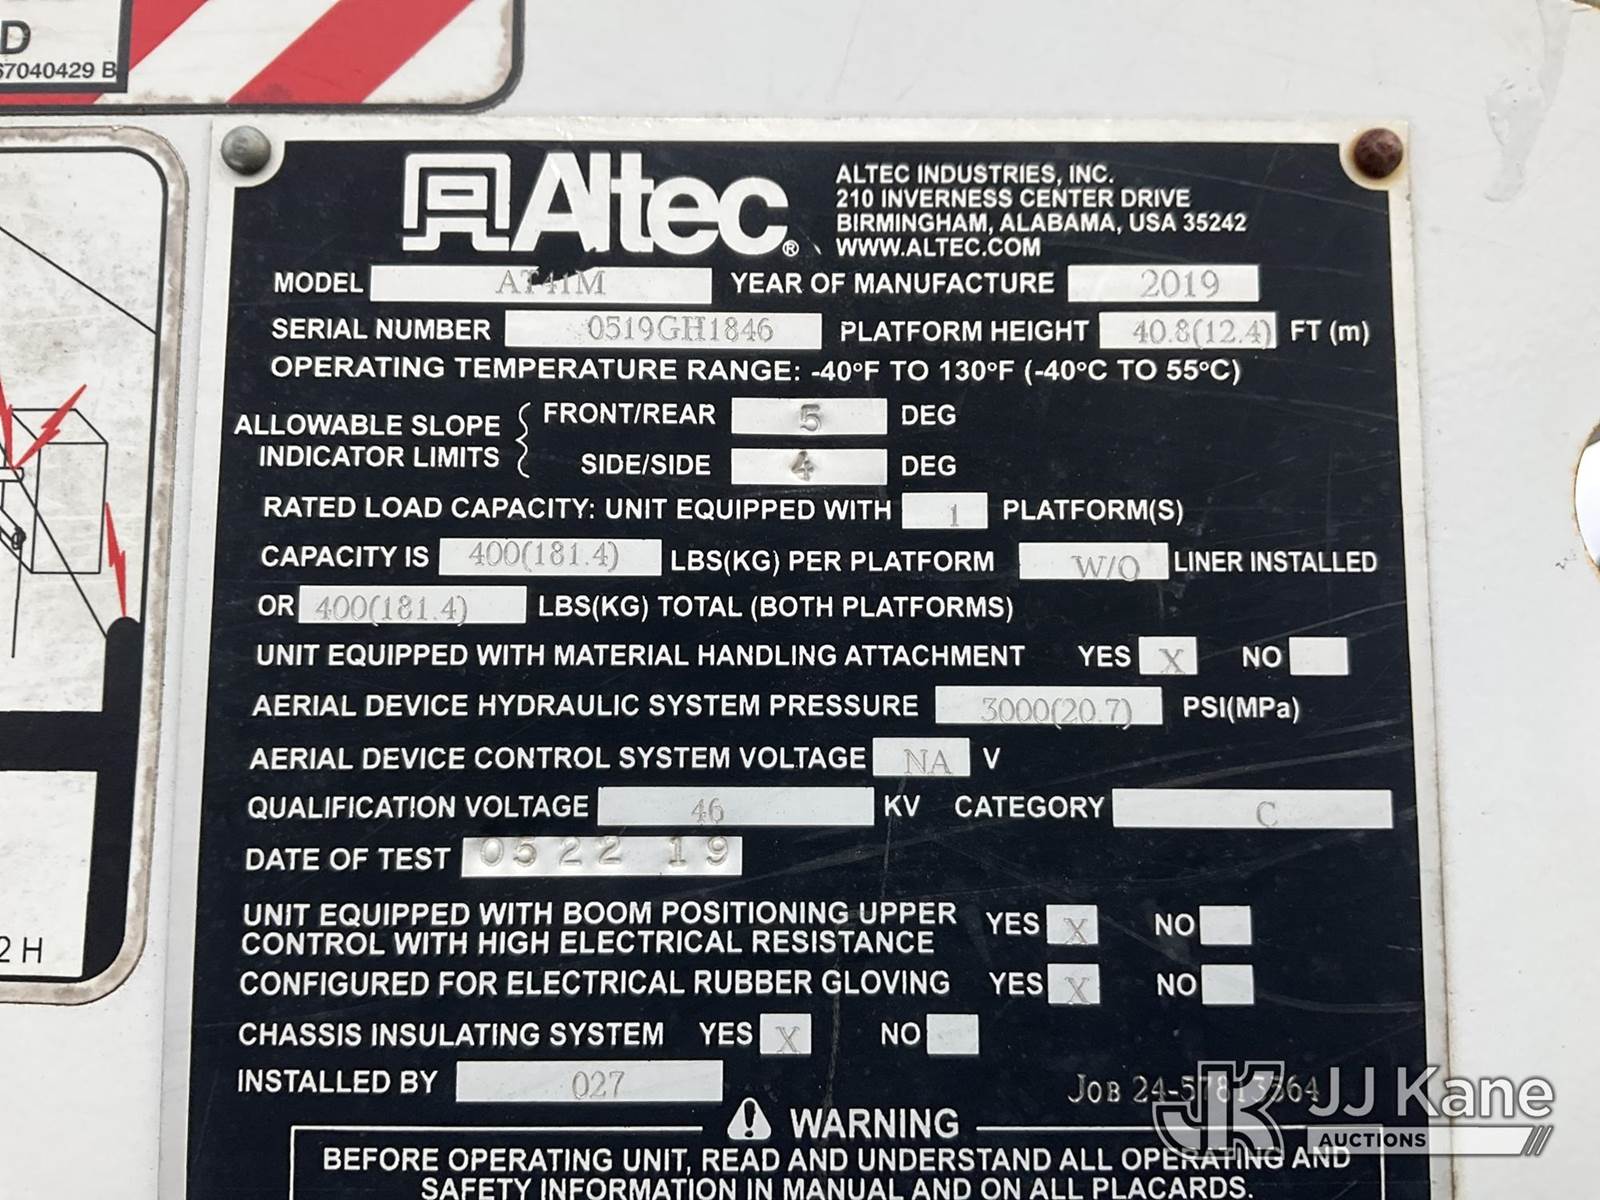 D
67040429 B
Altec®
ALTEC INDUSTRIES, INC.
210 INVERNESS CENTER DRIVE
BIRMINGHAM, ALABAMA, USA 35242
WWW.ALTEC.COM
MODEL AT41M YEAR OF MANUFACTURE 2019
SERIAL NUMBER 0519GH1846 PLATFORM HEIGHT 40.8(12.4) FT (m)
OPERATING TEMPERATURE RANGE: -40°F TO 130°F (-40°C TO 55°C)
ALLOWABLE SLOPE INDICATOR LIMITS
FRONT/REAR 5 DEG
SIDE/SIDE 4 DEG
RATED LOAD CAPACITY: UNIT EQUIPPED WITH 1 PLATFORM(S)
CAPACITY IS 400(181.4) LBS(KG) PER PLATFORM W/O LINER INSTALLED
OR 400(181.4) LBS(KG) TOTAL (BOTH PLATFORMS)
UNIT EQUIPPED WITH MATERIAL HANDLING ATTACHMENT YES X NO
AERIAL DEVICE HYDRAULIC SYSTEM PRESSURE 3000(20.7) PSI(MPa)
AERIAL DEVICE CONTROL SYSTEM VOLTAGE NA V
QUALIFICATION VOLTAGE 46 KV CATEGORY C
DATE OF TEST 0522 19
UNIT EQUIPPED WITH BOOM POSITIONING UPPER
CONTROL WITH HIGH ELECTRICAL RESISTANCE YES X NO
CONFIGURED FOR ELECTRICAL RUBBER GLOVING YES X NO
CHASSIS INSULATING SYSTEM YES X NO
INSTALLED BY 027
JOB 24-57813564
WARNING
BEFORE OPERATING UNIT, READ AND UNDERSTAND ALL OPERATING AND
SAFETY INFORMATION IN MANUAL AND ON ALL PLACARDS.
2 H
JK JJ Kane
AUCTIONS